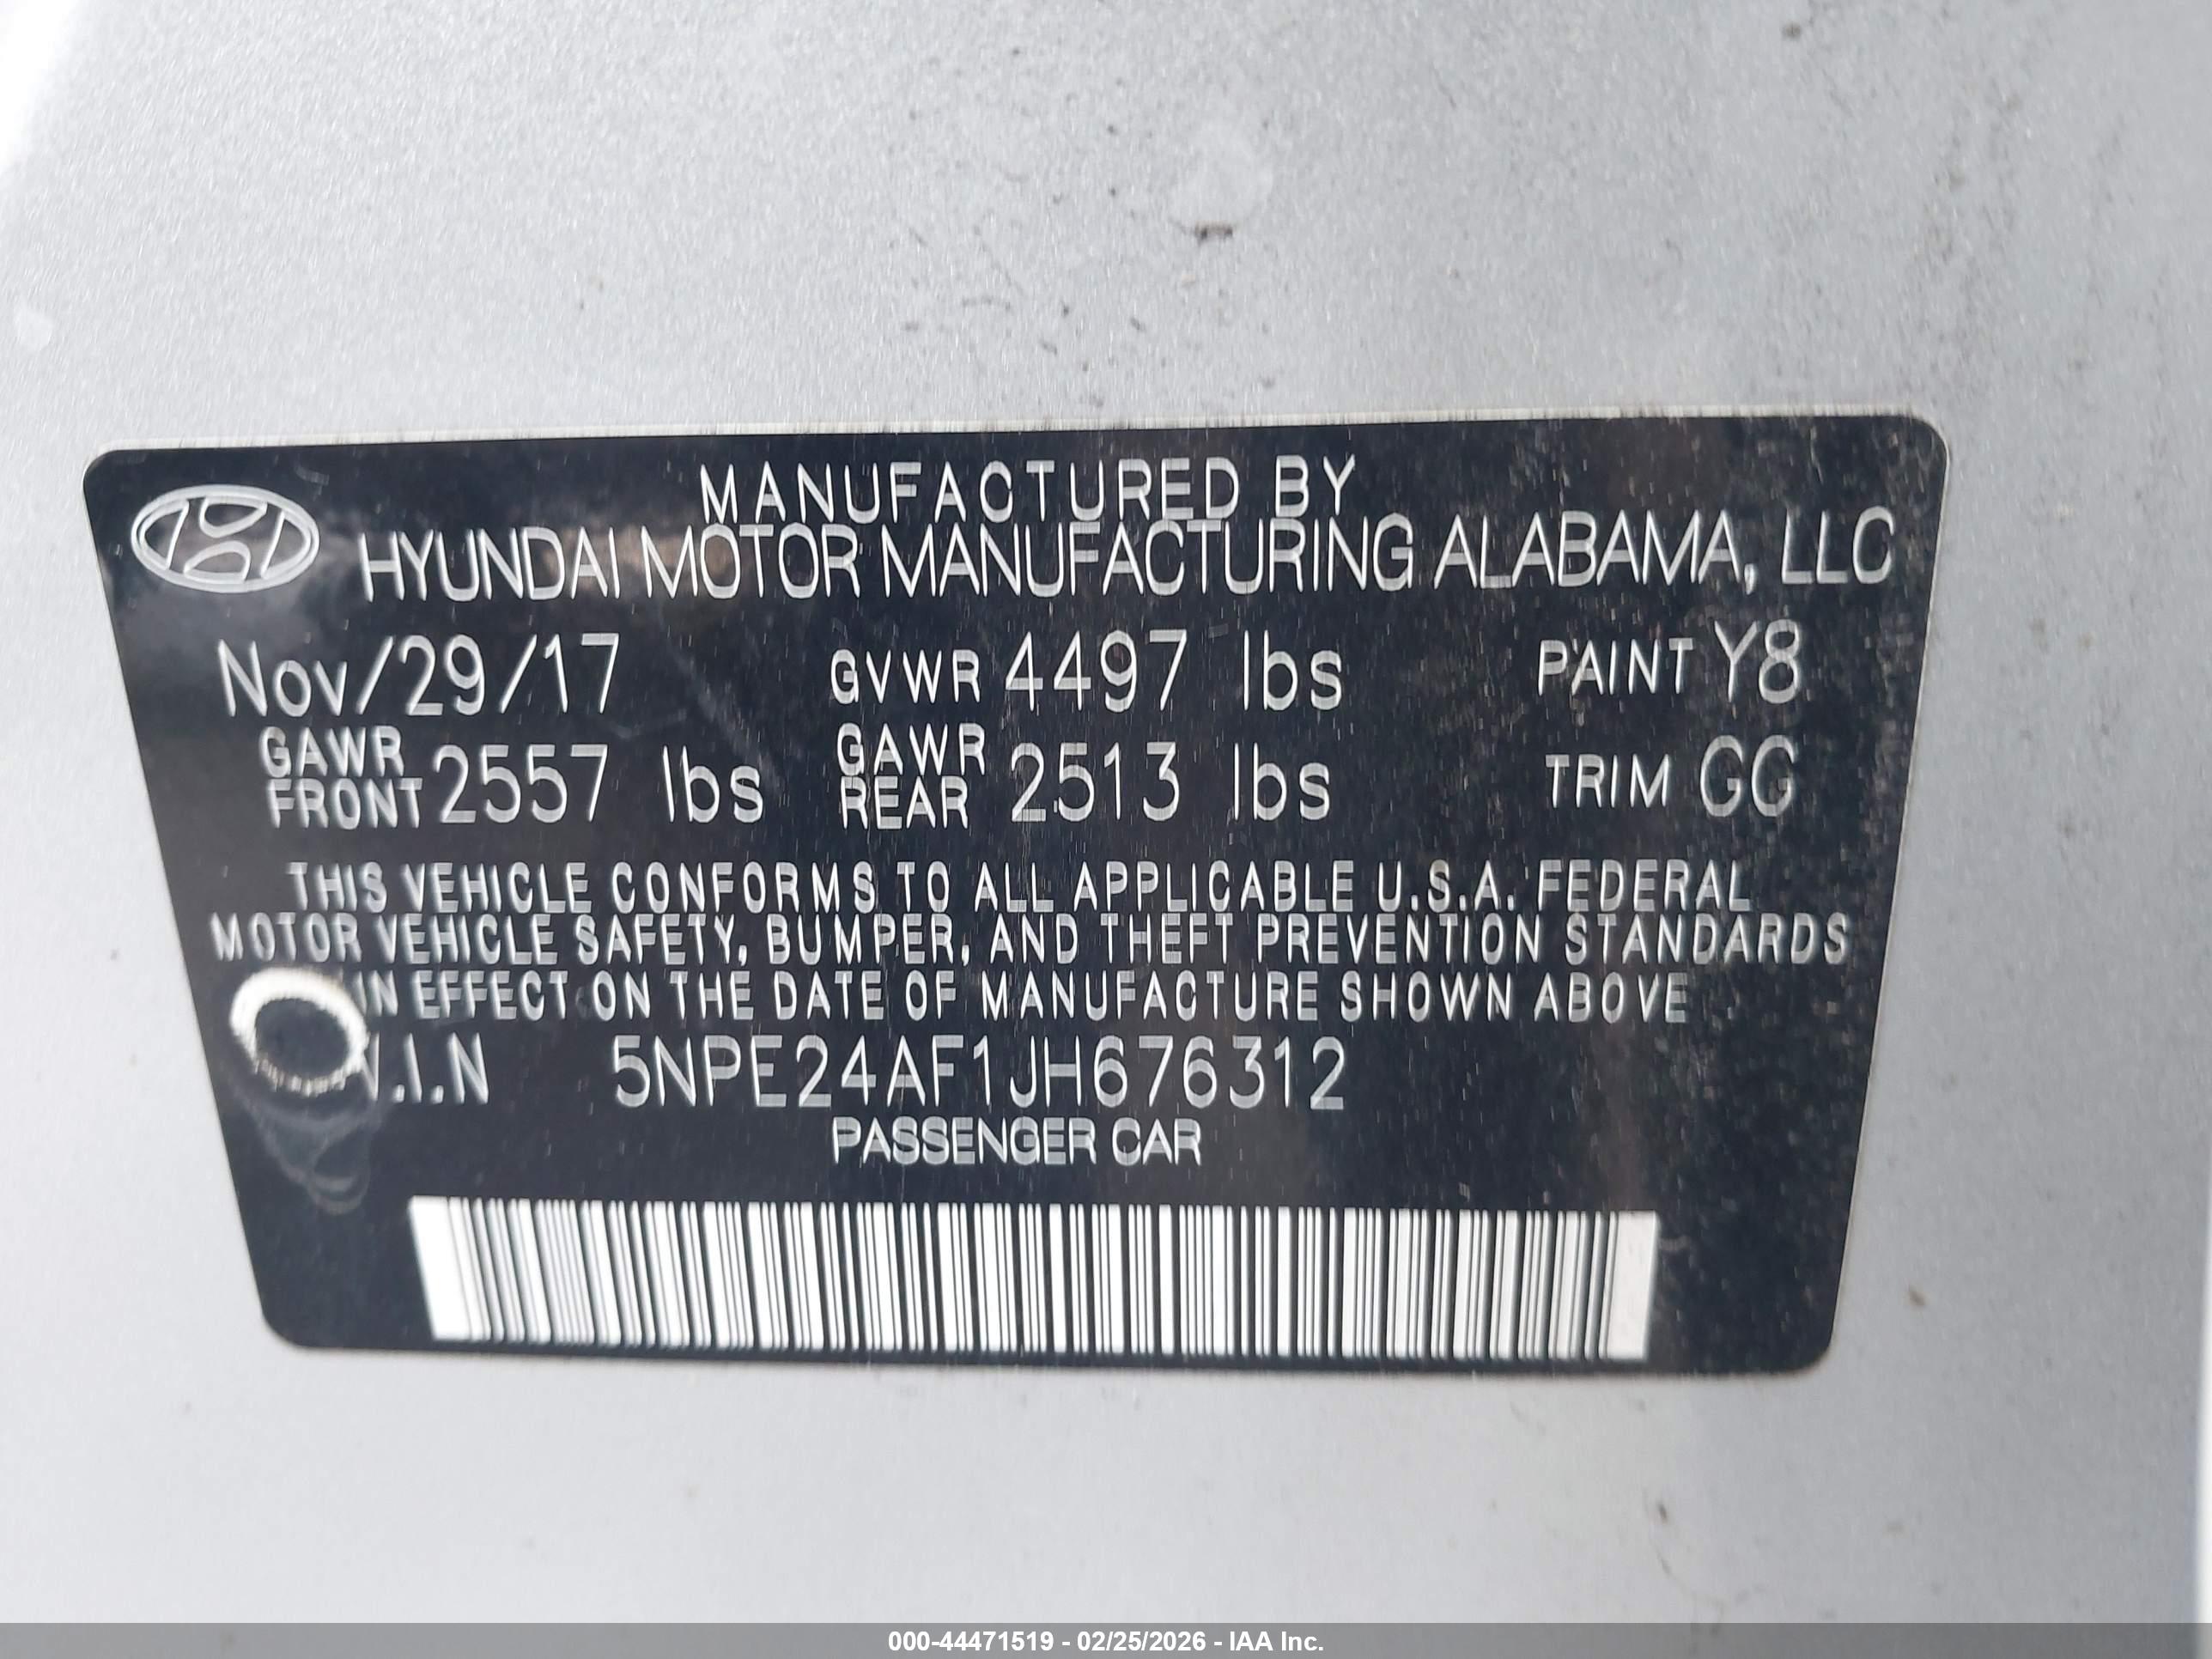 MANUFACTURED BY
HYUNDAI MOTOR MANUFACTURING ALABAMA, LLC
Nov/29/17 GVWR 4497 lbs PAINT Y8
GAWR FRONT 2557 lbs GAWR REAR 2513 lbs TRIM GG
THIS VEHICLE CONFORMS TO ALL APPLICABLE U.S.A. FEDERAL
MOTOR VEHICLE SAFETY, BUMPER, AND THEFT PREVENTION STANDARDS
IN EFFECT ON THE DATE OF MANUFACTURE SHOWN ABOVE
V.I.N 5NPE24AF1JH676312
PASSENGER CAR
000-44471519 - 02/25/2026 - IAA Inc.